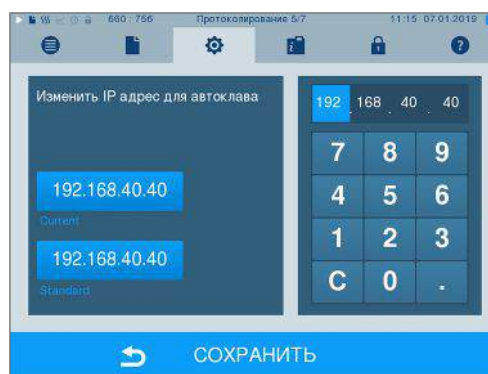 660 : 756 Протоколирование 5/7 11:15 07.01.2019
Изменить IP адрес для автоклава
192 . 168 . 40 . 40
192.168.40.40
Current
192.168.40.40
Standard
7 8 9
4 5 6
1 2 3
C 0 .
СОХРАНИТЬ